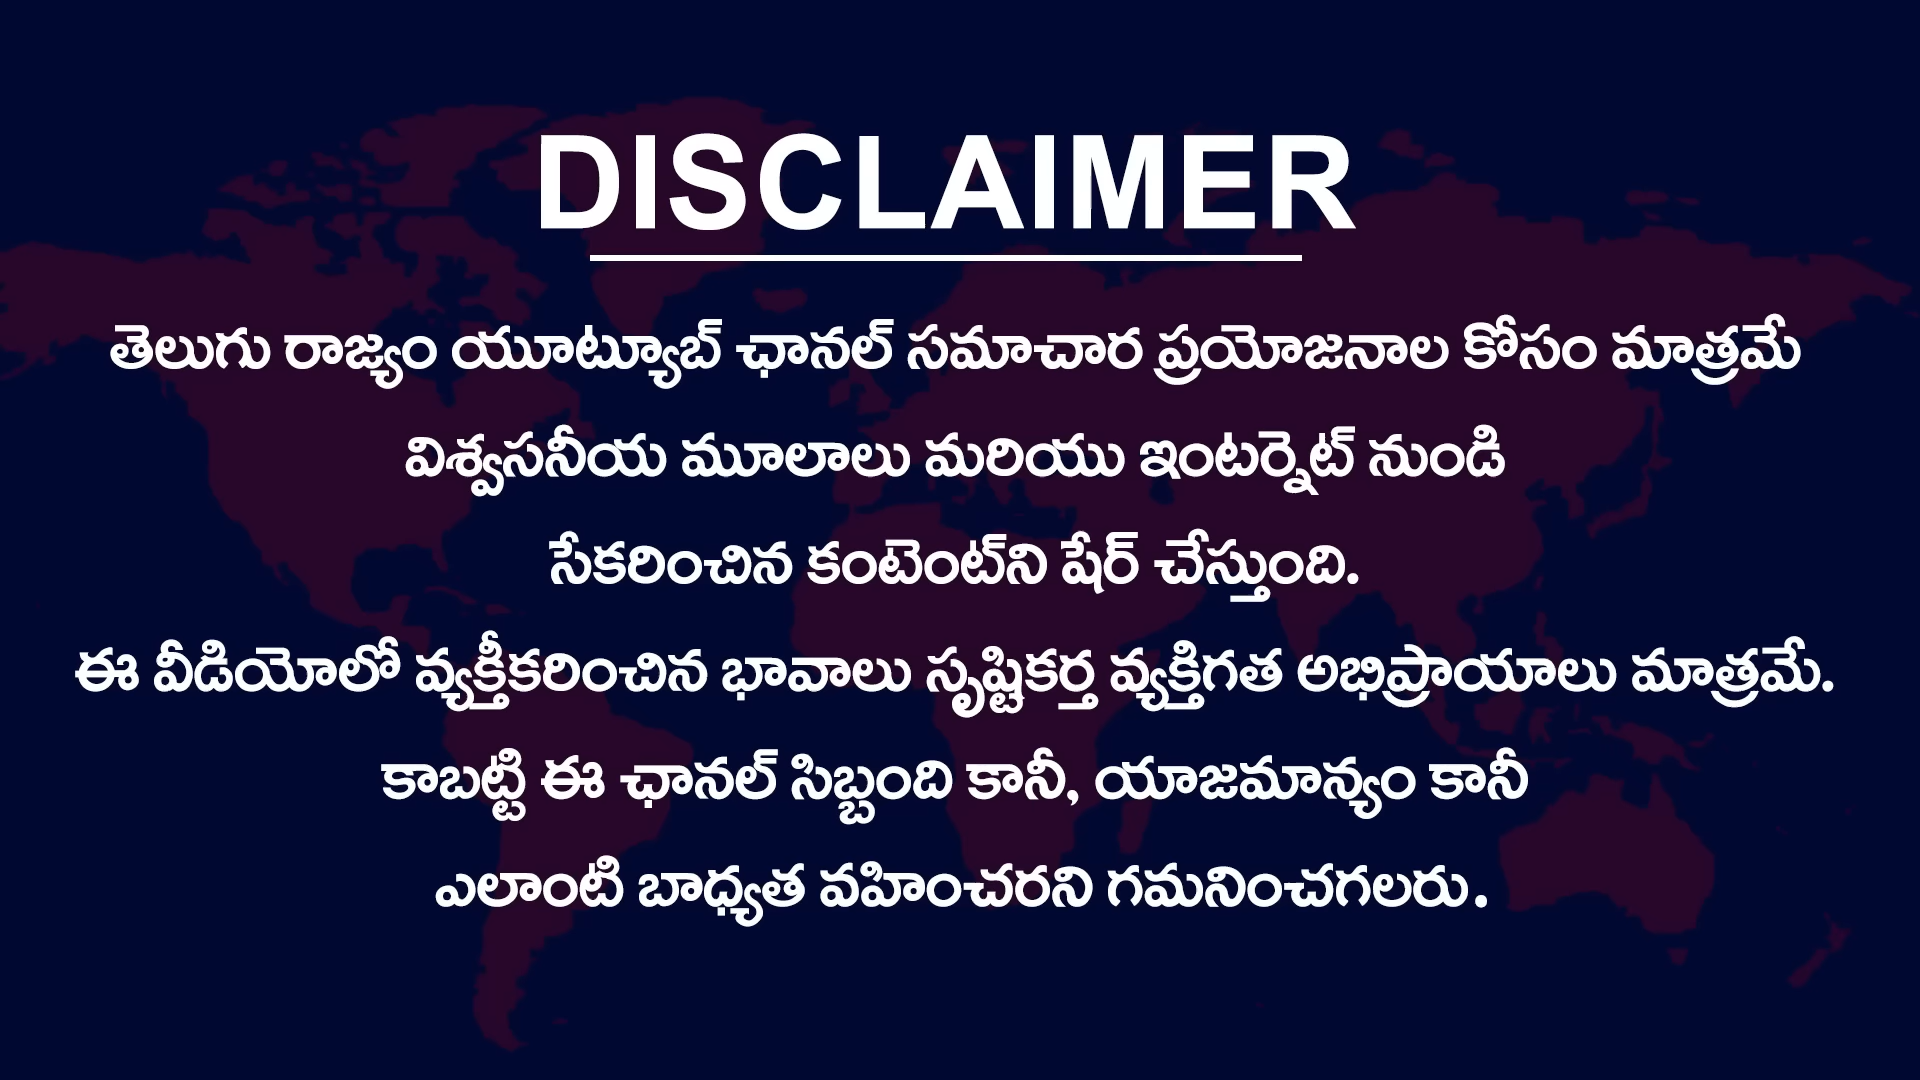 DISCLAIMER
తెలుగు రాజ్యం యూట్యూబ్ ఛానల్ సమాచార ప్రయోజనాల కోసం మాత్రమే
విశ్వసనీయ మూలాలు మరియు ఇంటర్నెట్ నుండి
సేకరించిన కంటెంట్‌ని షేర్ చేస్తుంది.
ఈ వీడియోలో వ్యక్తీకరించిన భావాలు సృష్టికర్త వ్యక్తిగత అభిప్రాయాలు మాత్రమే.
కాబట్టి ఈ ఛానల్ సిబ్బంది కానీ, యాజమాన్యం కానీ
ఎలాంటి బాధ్యత వహించరని గమనించగలరు.